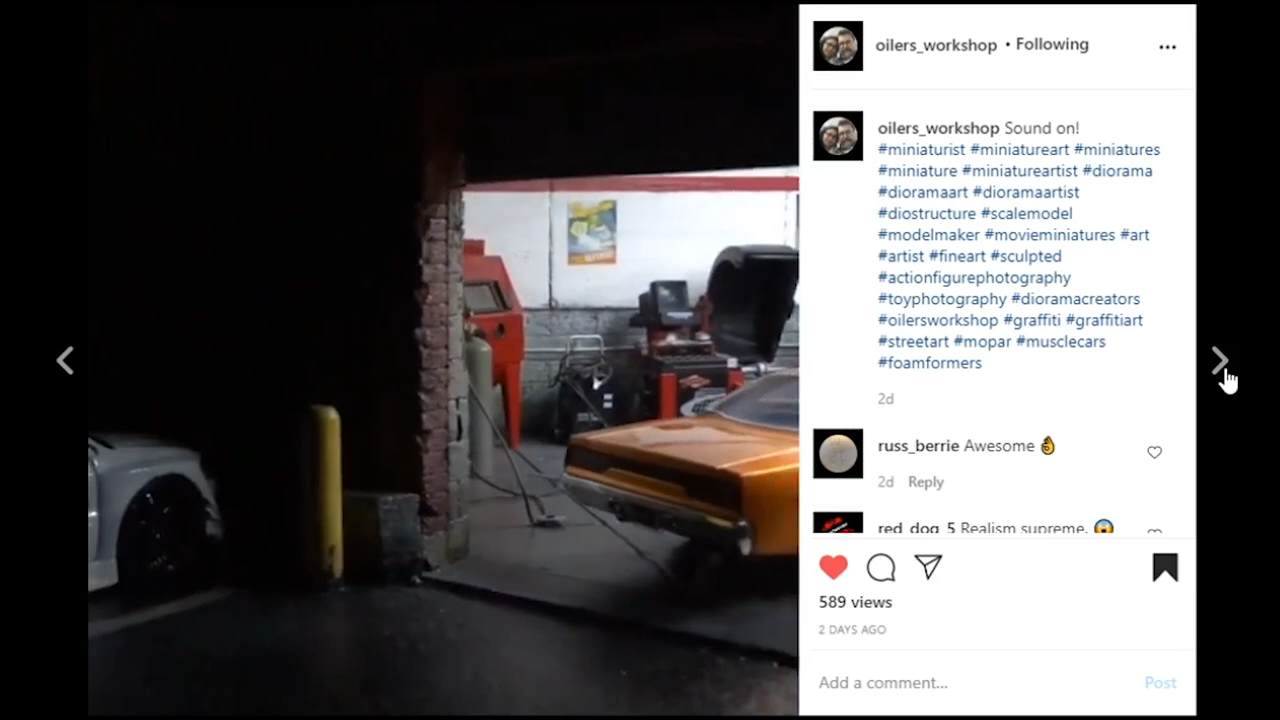 oilers_workshop • Following
oilers_workshop Sound on!
#miniaturist #miniatureart #miniatures
#miniature #miniatureartist #diorama
#dioramaart #dioramaartist
#diostructure #scalemodel
#modelmaker #movieminiatures #art
#artist #fineart #sculpted
#actionfigurephotography
#toyphotography #dioramacreators
#oilersworkshop #graffiti #graffitiart
#streetart #mopar #musclecars
#foamformers
2d
russ_berrie Awesome 👌
2d Reply
red_dog_5 Realism supreme. 😱
589 views
2 DAYS AGO
Add a comment... Post